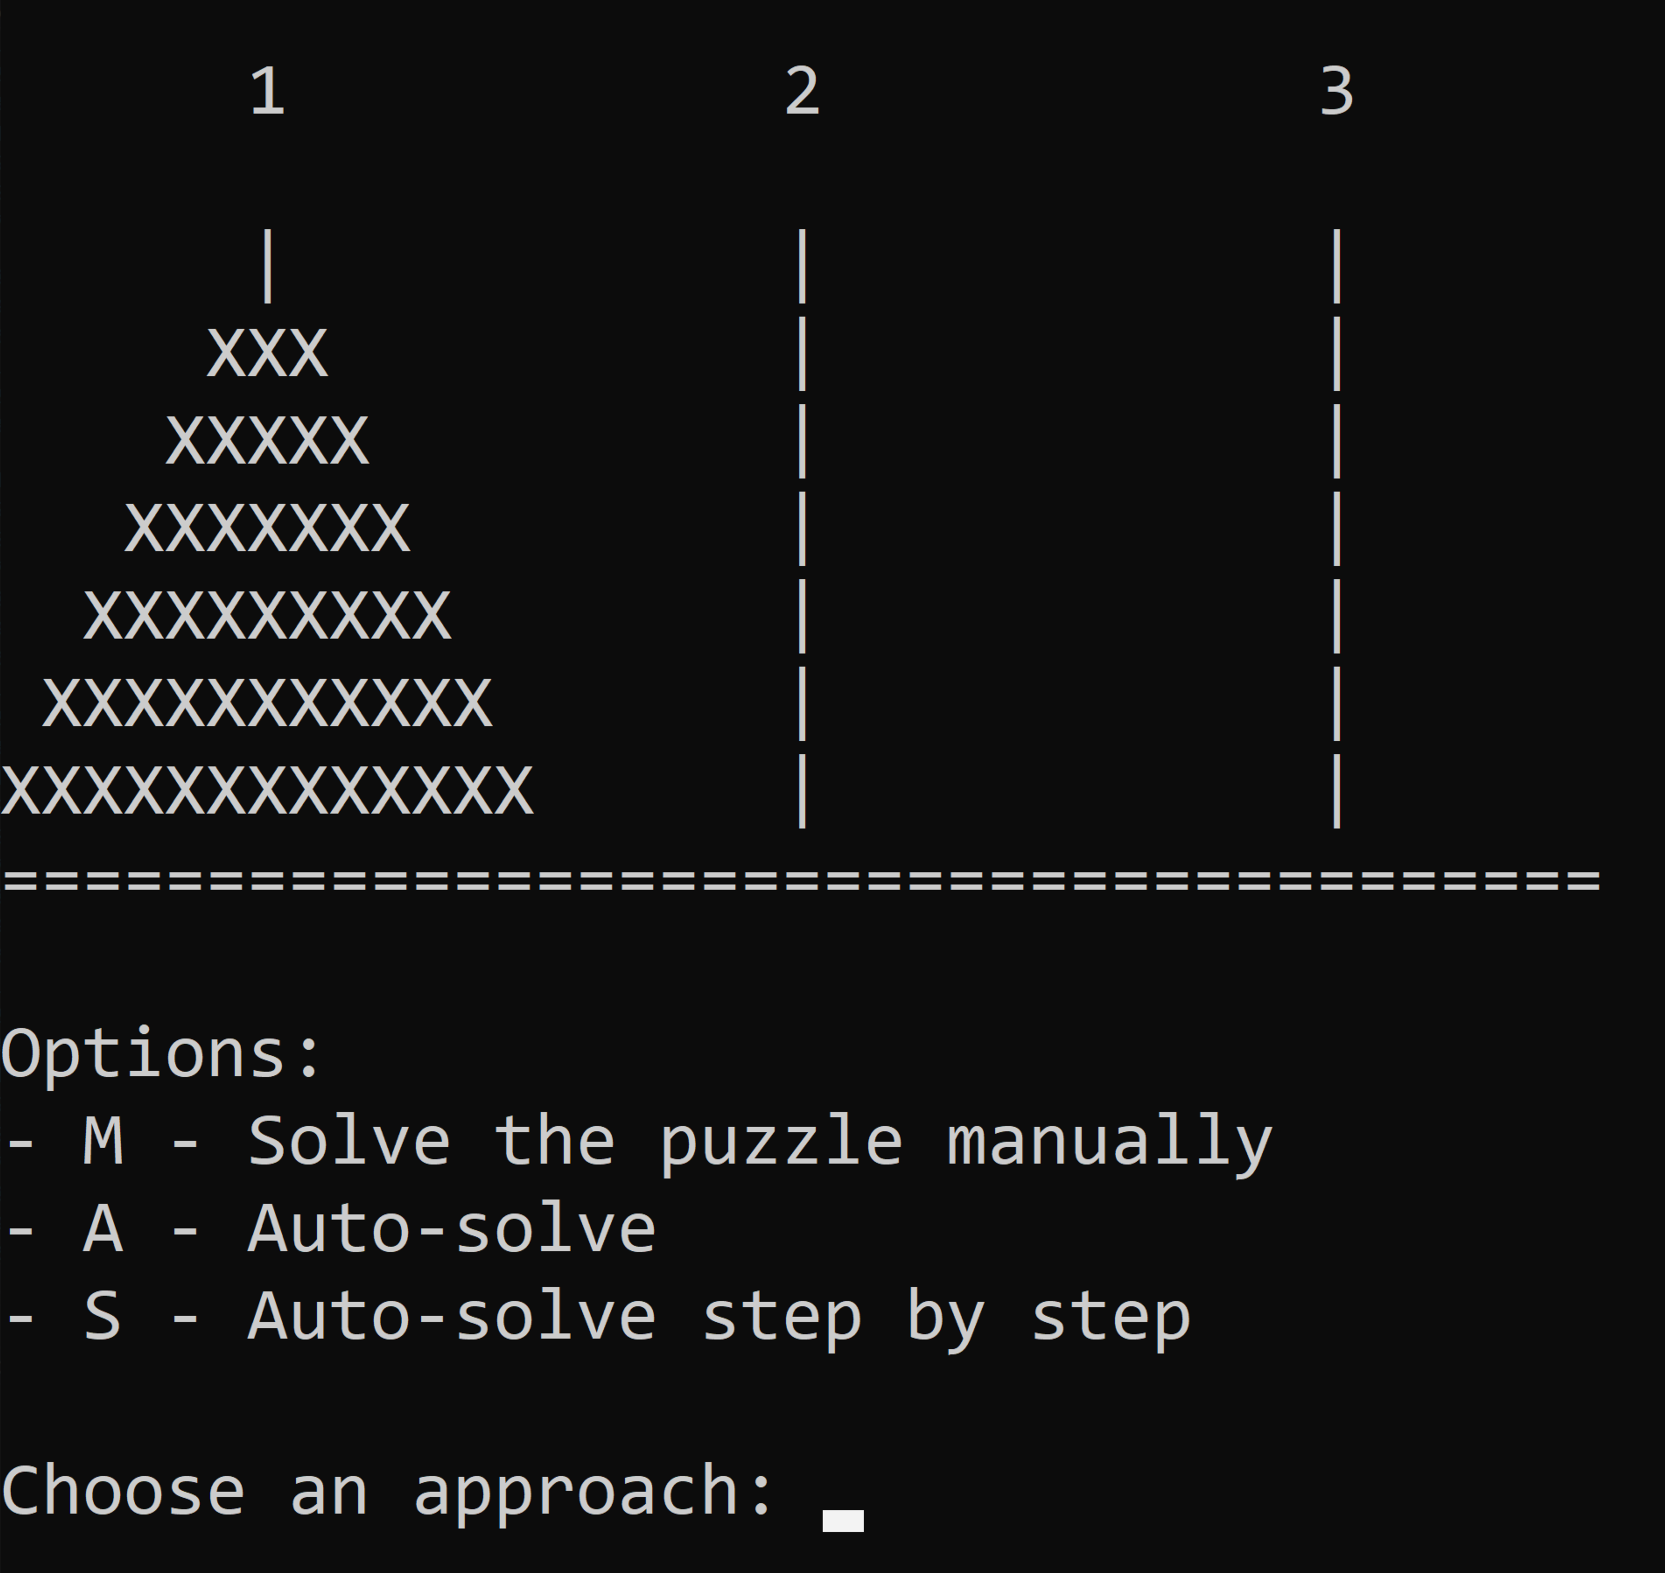 1            2            3

      |            |            |
     XXX           |            |
    XXXXX          |            |
   XXXXXXX         |            |
  XXXXXXXXX        |            |
 XXXXXXXXXXX       |            |
XXXXXXXXXXXXX      |            |
=======================================

Options:
- M - Solve the puzzle manually
- A - Auto-solve
- S - Auto-solve step by step

Choose an approach: